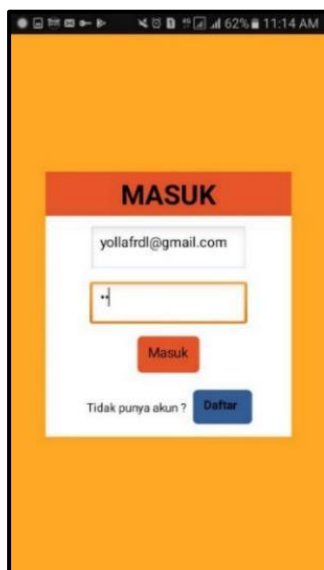 62% 11:14 AM
MASUK
yollafrdl@gmail.com
••
Masuk
Tidak punya akun ? Daftar